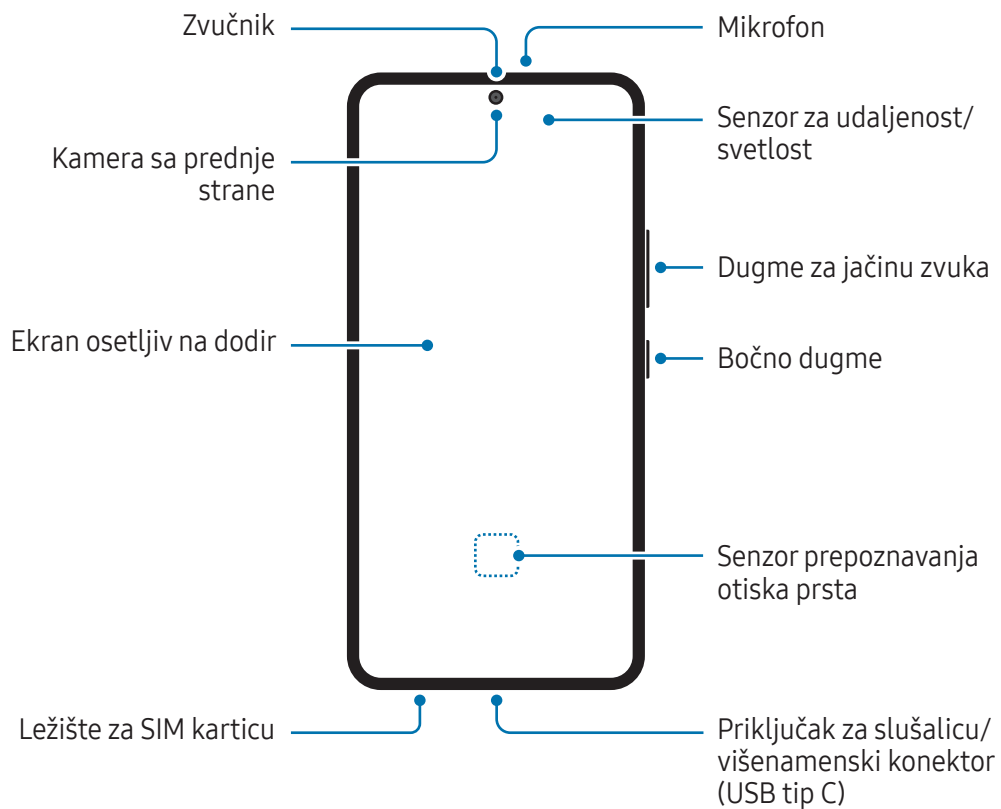 Zvučnik
Mikrofon
Senzor za udaljenost/
svetlost
Kamera sa prednje
strane
Dugme za jačinu zvuka
Ekran osetljiv na dodir
Bočno dugme
Senzor prepoznavanja
otiska prsta
Ležište za SIM karticu
Priključak za slušalicu/
višenamenski konektor
(USB tip C)